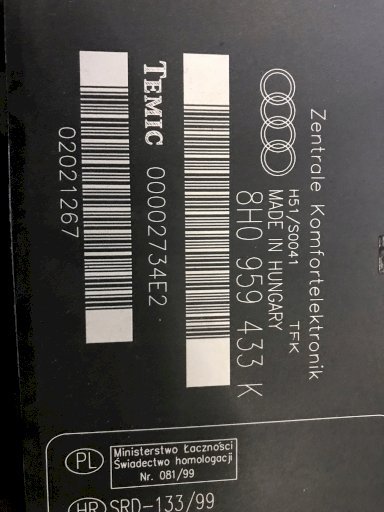 Zentrale Komfortelektronik
H51/S0041 TFK
MADE IN HUNGARY
8H0 959 433 K
TEMIC 00002734E2
02021267
PL
Ministerstwo Łaczności
Świadectwo homologacji
Nr. 081/99
HR SRD-133/99